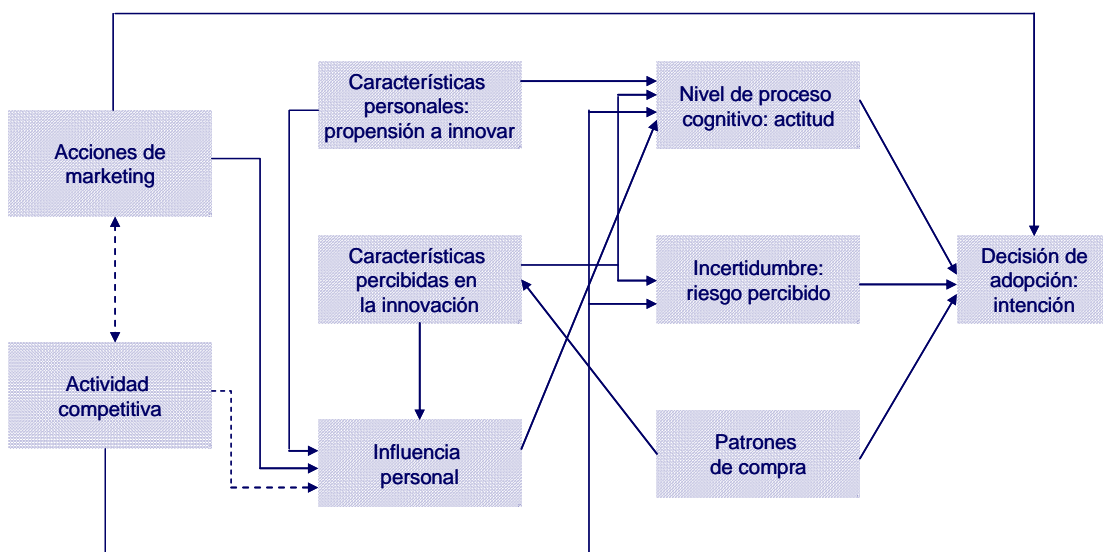 Características
personales:
propensión a innovar
Nivel de proceso
cognitivo: actitud
Acciones de
marketing
Características
percibidas en
la innovación
Incertidumbre:
riesgo percibido
Decisión de
adopción:
intención
Actividad
competitiva
Influencia
personal
Patrones
de compra